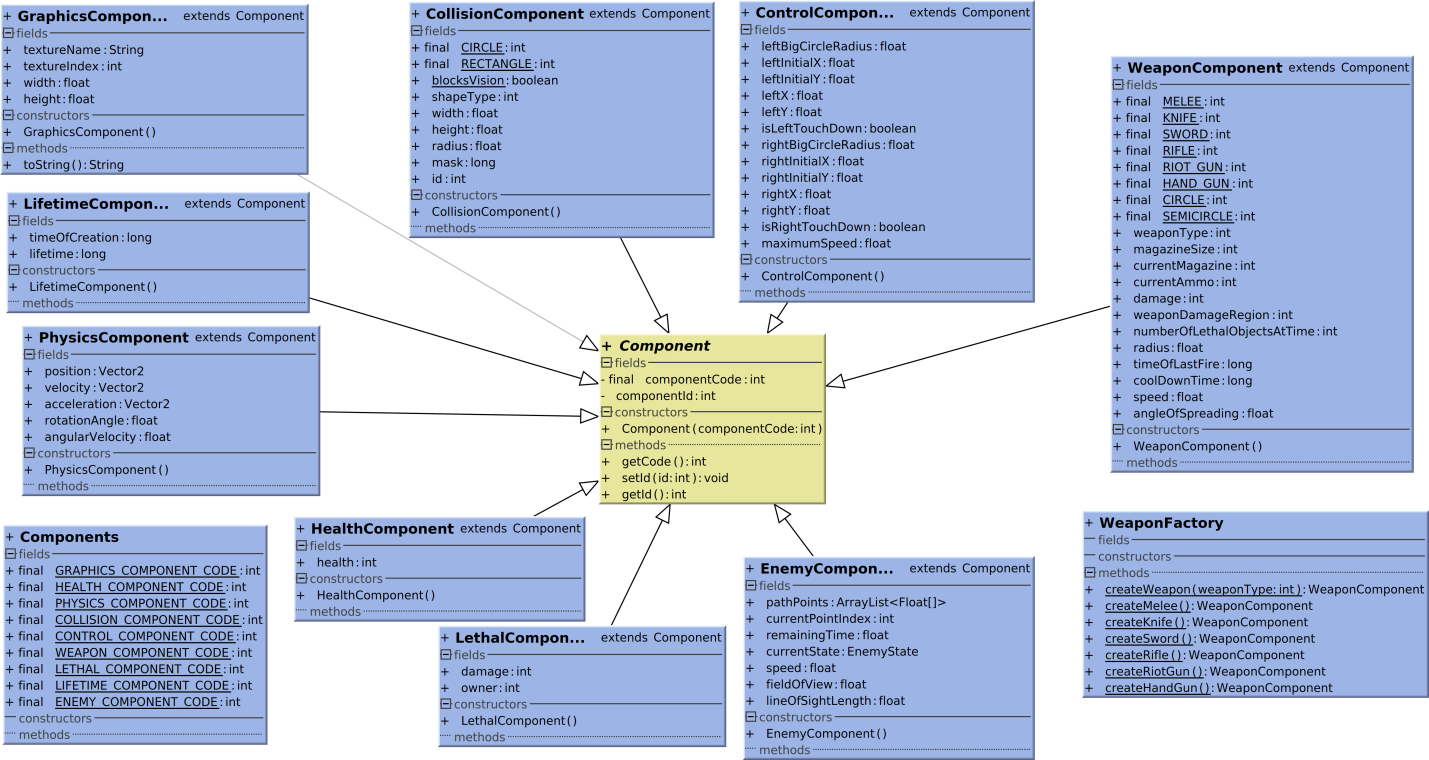 + GraphicsCompon... extends Component
fields
+ textureName : String
+ textureIndex : int
+ width : float
+ height : float
constructors
+ GraphicsComponent ( )
methods
+ toString ( ) : String
+ CollisionComponent extends Component
fields
+ final CIRCLE : int
+ final RECTANGLE : int
+ blocksVision : boolean
+ shapeType : int
+ width : float
+ height : float
+ radius : float
+ mask : long
+ id : int
constructors
+ CollisionComponent ( )
methods
+ ControlCompon... extends Component
fields
+ leftBigCircleRadius : float
+ leftInitialX : float
+ leftInitialY : float
+ leftX : float
+ leftY : float
+ isLeftTouchDown : boolean
+ rightBigCircleRadius : float
+ rightInitialX : float
+ rightInitialY : float
+ rightX : float
+ rightY : float
+ isRightTouchDown : boolean
+ maximumSpeed : float
constructors
+ ControlComponent ( )
methods
+ WeaponComponent extends Component
fields
+ final MELEE : int
+ final KNIFE : int
+ final SWORD : int
+ final RIFLE : int
+ final RIOT_GUN : int
+ final HAND_GUN : int
+ final CIRCLE : int
+ final SEMICIRCLE : int
+ weaponType : int
+ magazineSize : int
+ currentMagazine : int
+ currentAmmo : int
+ damage : int
+ weaponDamageRegion : int
+ numberOfLethalObjectsAtTime : int
+ radius : float
+ timeOfLastFire : long
+ coolDownTime : long
+ speed : float
+ angleOfSpreading : float
constructors
+ WeaponComponent ( )
methods
+ LifetimeCompon... extends Component
fields
+ timeOfCreation : long
+ lifetime : long
constructors
+ LifetimeComponent ( )
methods
+ PhysicsComponent extends Component
fields
+ position : Vector2
+ velocity : Vector2
+ acceleration : Vector2
+ rotationAngle : float
+ angularVelocity : float
constructors
+ PhysicsComponent ( )
methods
+ Component
fields
- final componentCode : int
- componentId : int
constructors
+ Component ( componentCode: int )
methods
+ getCode ( ) : int
+ setId ( id: int ) : void
+ getId ( ) : int
+ Components
fields
+ final GRAPHICS_COMPONENT_CODE : int
+ final HEALTH_COMPONENT_CODE : int
+ final PHYSICS_COMPONENT_CODE : int
+ final COLLISION_COMPONENT_CODE : int
+ final CONTROL_COMPONENT_CODE : int
+ final WEAPON_COMPONENT_CODE : int
+ final LETHAL_COMPONENT_CODE : int
+ final LIFETIME_COMPONENT_CODE : int
+ final ENEMY_COMPONENT_CODE : int
constructors
methods
+ HealthComponent extends Component
fields
+ health : int
constructors
+ HealthComponent ( )
methods
+ LethalCompon... extends Component
fields
+ damage : int
+ owner : int
constructors
+ LethalComponent ( )
methods
+ EnemyCompon... extends Component
fields
+ pathPoints : ArrayList<Float[]>
+ currentPointIndex : int
+ remainingTime : float
+ currentState : EnemyState
+ speed : float
+ fieldOfView : float
+ lineOfSightLength : float
constructors
+ EnemyComponent ( )
methods
+ WeaponFactory
fields
constructors
methods
+ createWeapon ( weaponType: int ) : WeaponComponent
+ createMelee ( ) : WeaponComponent
+ createKnife ( ) : WeaponComponent
+ createSword ( ) : WeaponComponent
+ createRifle ( ) : WeaponComponent
+ createRiotGun ( ) : WeaponComponent
+ createHandGun ( ) : WeaponComponent